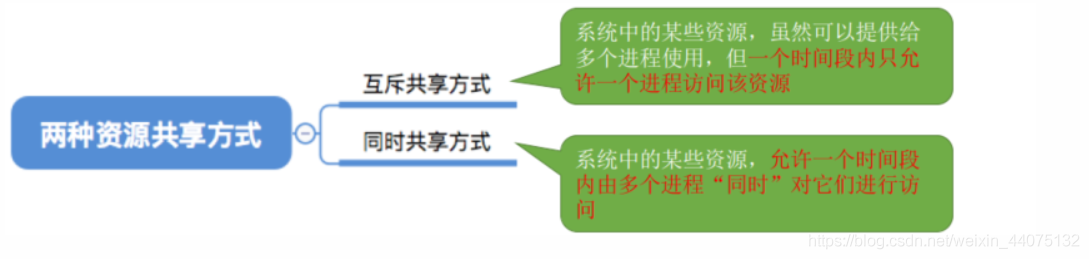 两种资源共享方式
互斥共享方式
系统中的某些资源，虽然可以提供给
多个进程使用，但一个时间段内只允
许一个进程访问该资源
同时共享方式
系统中的某些资源，允许一个时间段
内由多个进程“同时”对它们进行访
问
https://blog.csdn.net/weixin_44075132